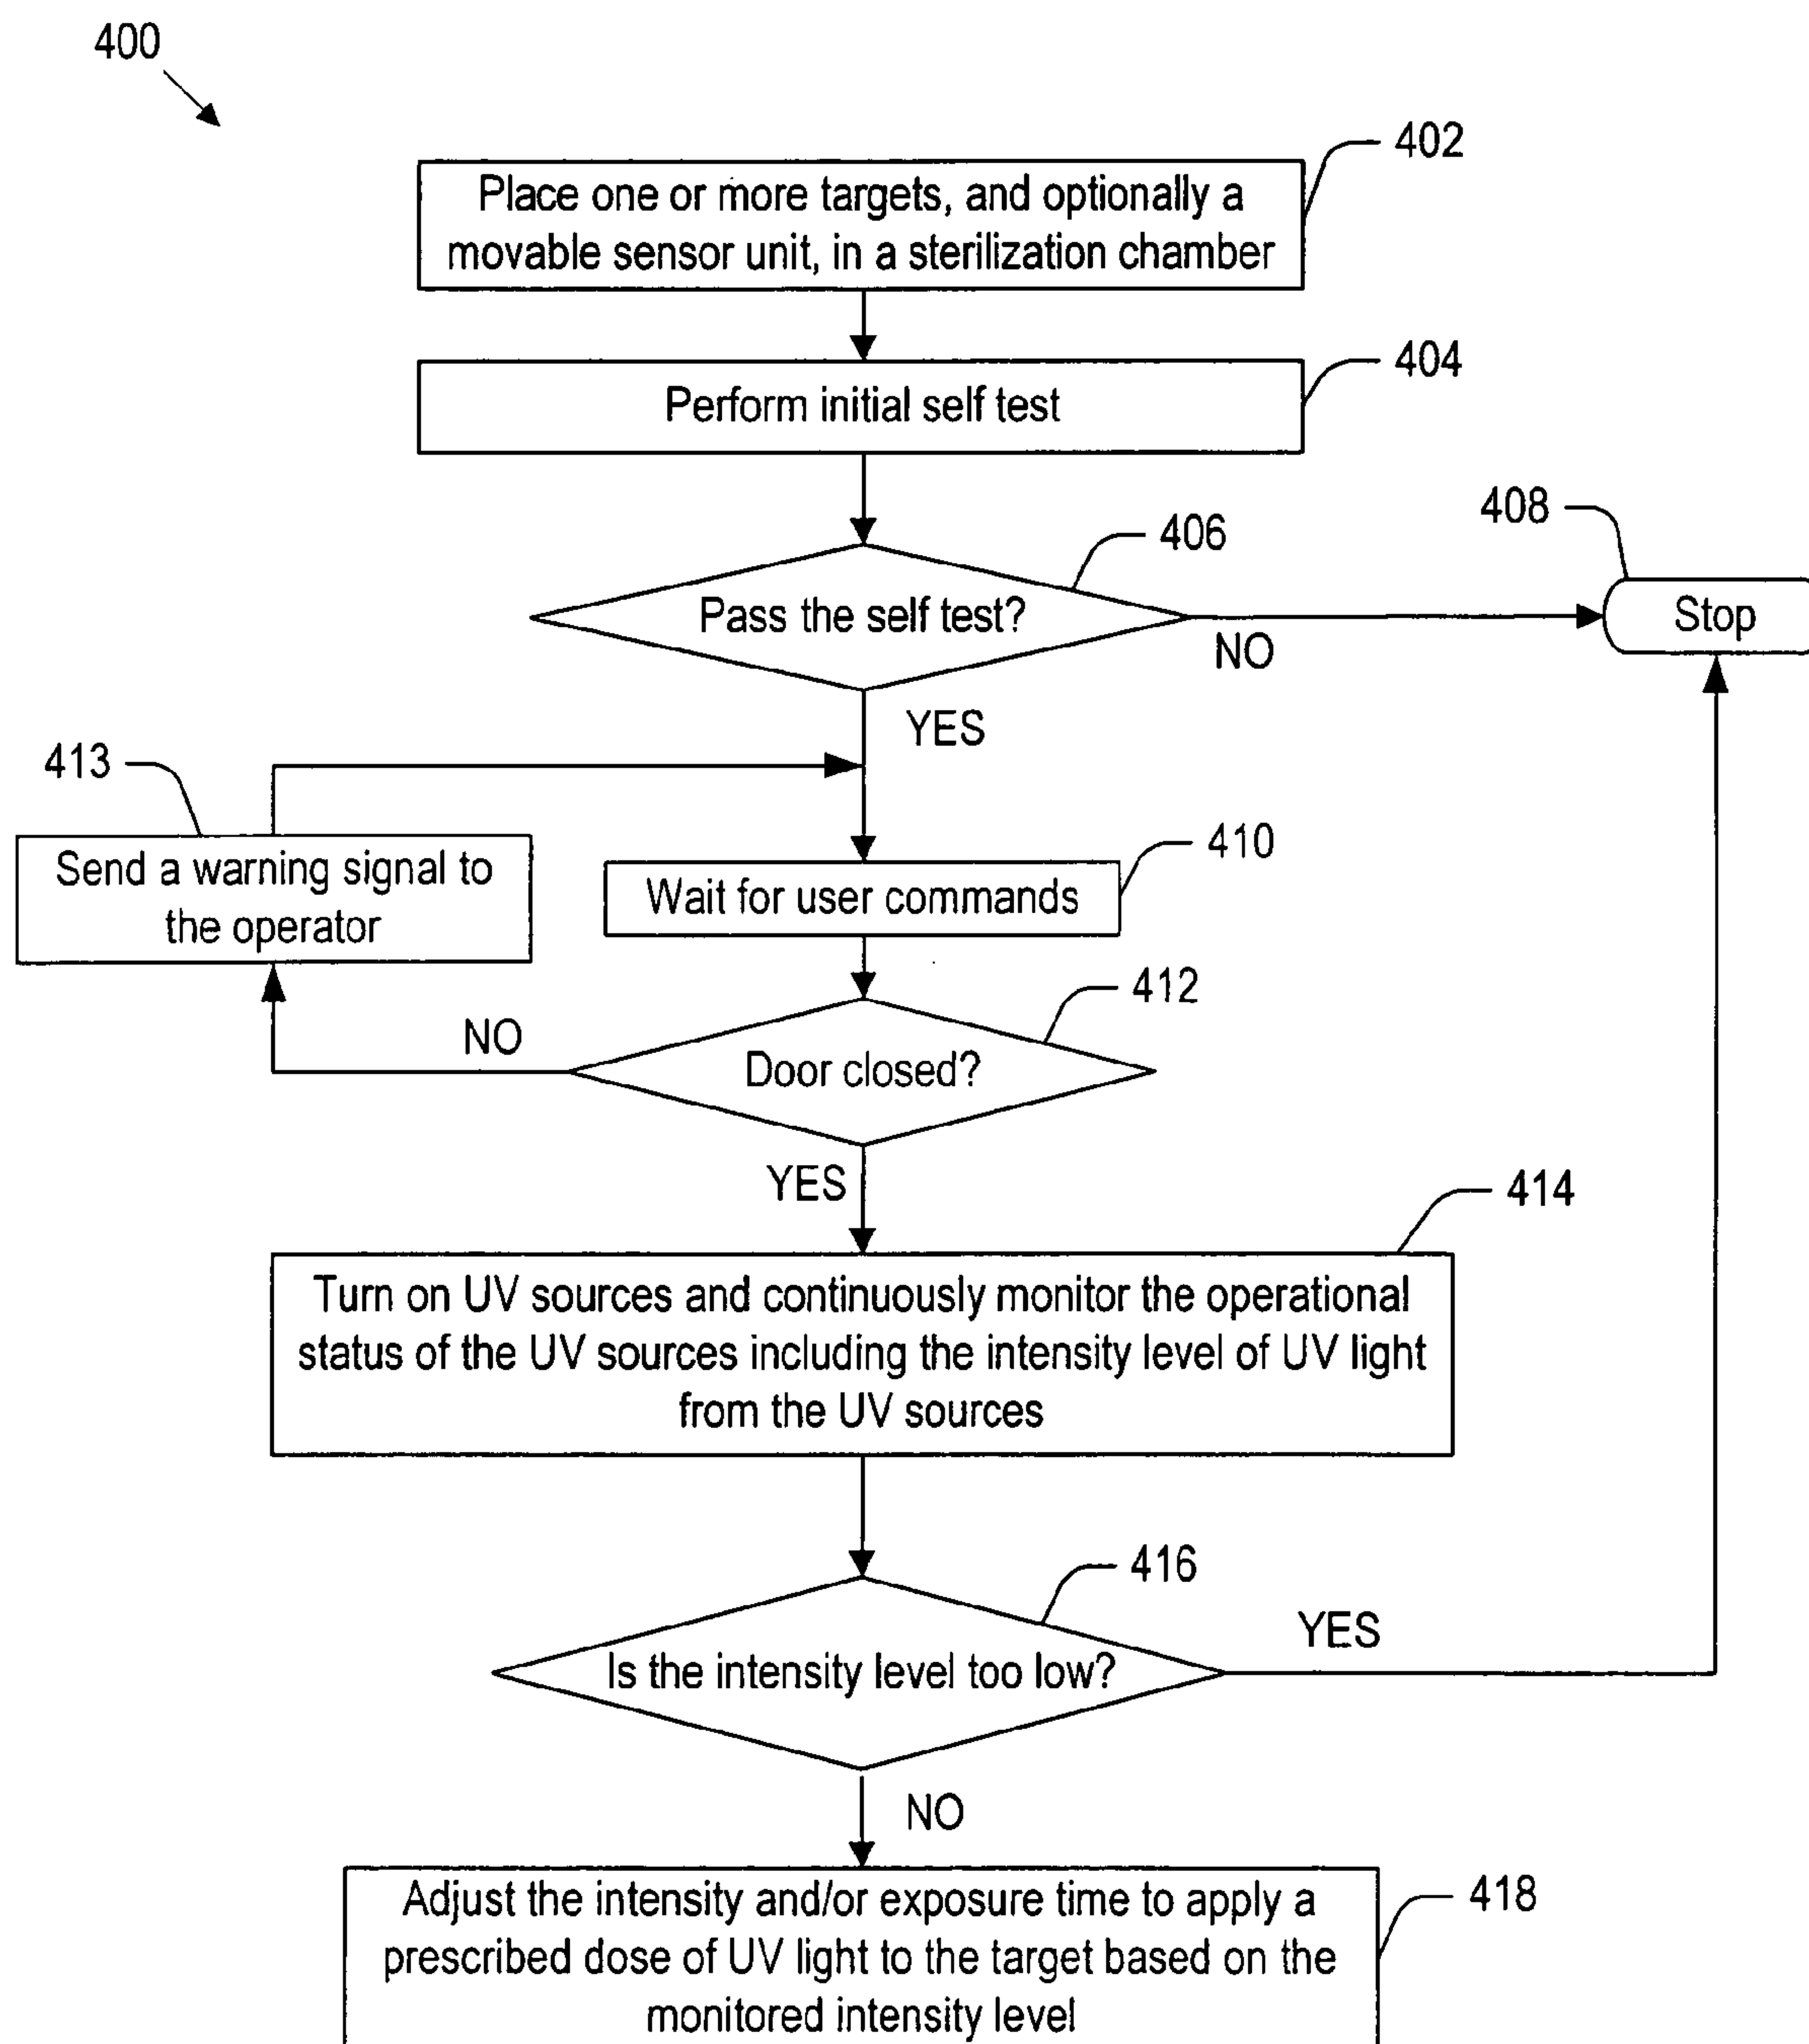 400
402
Place one or more targets, and optionally a
movable sensor unit, in a sterilization chamber
404
Perform initial self test
406
Pass the self test?
NO
408
Stop
YES
413
Send a warning signal to
the operator
410
Wait for user commands
412
Door closed?
NO
YES
414
Turn on UV sources and continuously monitor the operational
status of the UV sources including the intensity level of UV light
from the UV sources
416
Is the intensity level too low?
YES
NO
418
Adjust the intensity and/or exposure time to apply a
prescribed dose of UV light to the target based on the
monitored intensity level